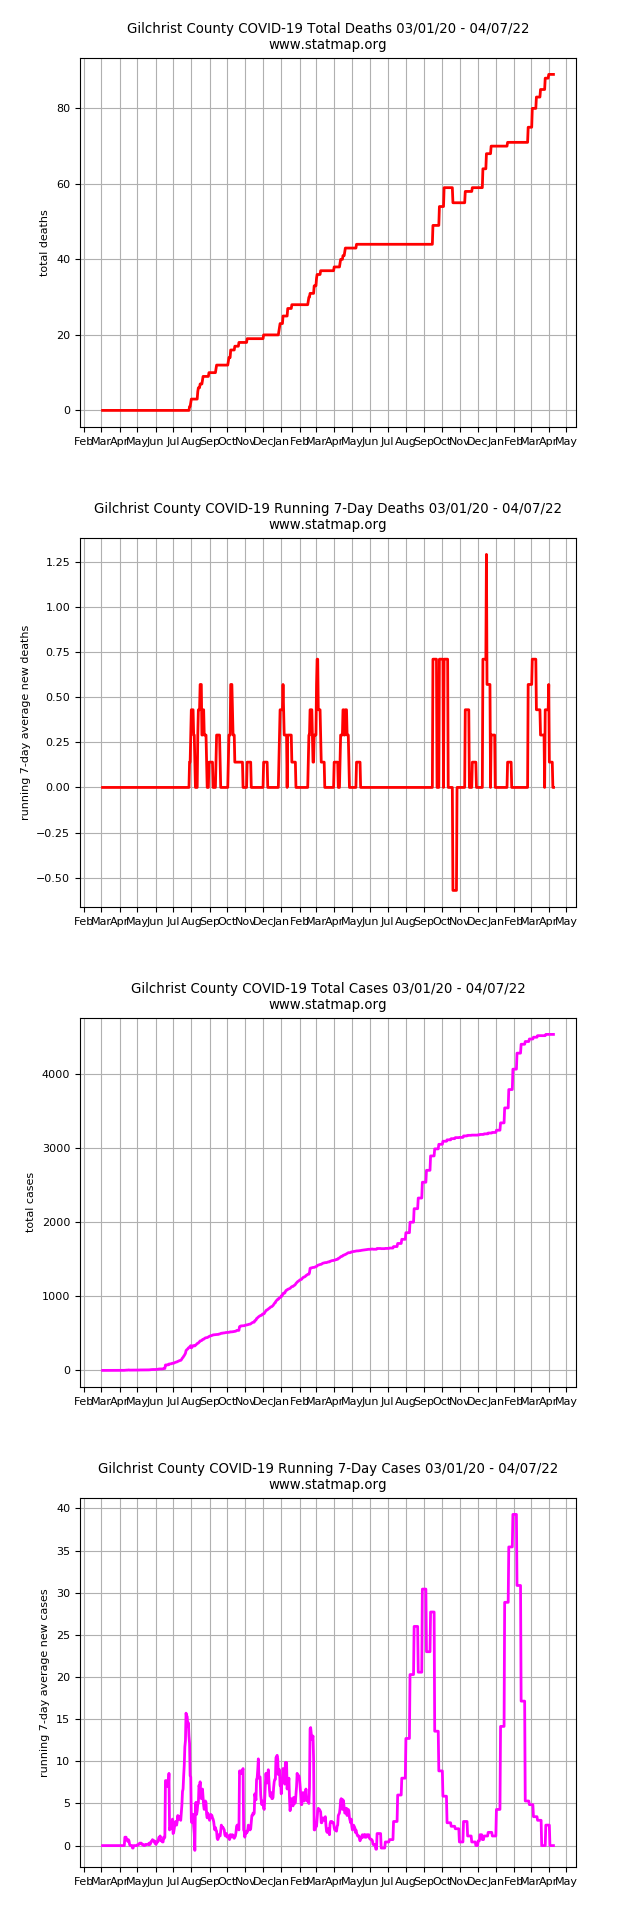 Gilchrist County COVID-19 Total Deaths 03/01/20 - 04/07/22
www.statmap.org
80
60
40
20
0
total deaths
Feb Mar Apr May Jun Jul Aug Sep Oct Nov Dec Jan Feb Mar Apr May Jun Jul Aug Sep Oct Nov Dec Jan Feb Mar Apr May
Gilchrist County COVID-19 Running 7-Day Deaths 03/01/20 - 04/07/22
www.statmap.org
1.25
1.00
0.75
0.50
0.25
0.00
−0.25
−0.50
running 7-day average new deaths
Feb Mar Apr May Jun Jul Aug Sep Oct Nov Dec Jan Feb Mar Apr May Jun Jul Aug Sep Oct Nov Dec Jan Feb Mar Apr May
Gilchrist County COVID-19 Total Cases 03/01/20 - 04/07/22
www.statmap.org
4000
3000
2000
1000
0
total cases
Feb Mar Apr May Jun Jul Aug Sep Oct Nov Dec Jan Feb Mar Apr May Jun Jul Aug Sep Oct Nov Dec Jan Feb Mar Apr May
Gilchrist County COVID-19 Running 7-Day Cases 03/01/20 - 04/07/22
www.statmap.org
40
35
30
25
20
15
10
5
0
running 7-day average new cases
Feb Mar Apr May Jun Jul Aug Sep Oct Nov Dec Jan Feb Mar Apr May Jun Jul Aug Sep Oct Nov Dec Jan Feb Mar Apr May